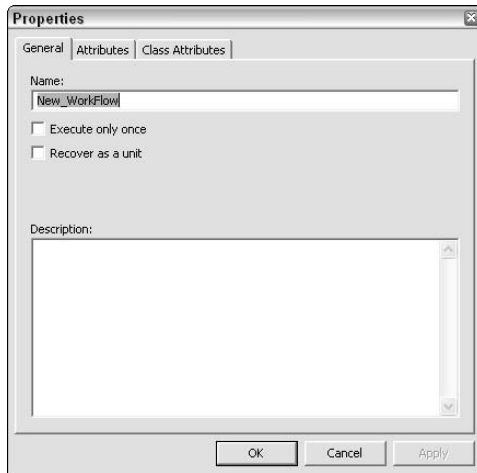 Properties
General Attributes Class Attributes
Name:
New_WorkFlow
Execute only once
Recover as a unit
Description:
OK Cancel Apply